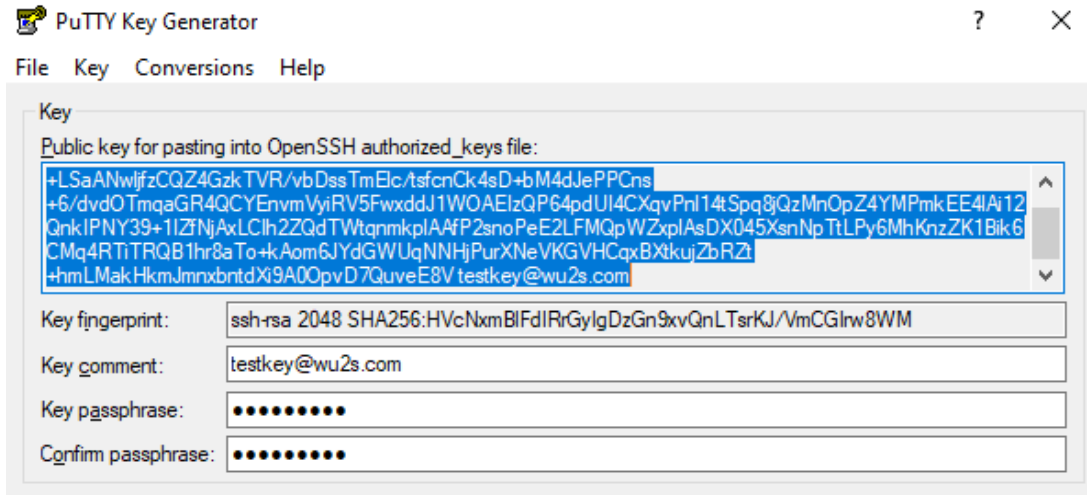 PuTTY Key Generator
File Key Conversions Help
Key
Public key for pasting into OpenSSH authorized_keys file:
+LSaANwljfzCQZ4GzkTVR/vbDssTmElc/tsfcnCk4sD+bM4dJePPCns
+6/dvdOTmqaGR4QCYEnvmVyiRV5FwxddJ1WOAEIzQP64pdUI4CXqvPnI14tSpq8jQzMnOpZ4YMPmkEE4lAi12
QnkIPNY39+1IZfNjAxLCIh2ZQdTWtqnmkpIAAfP2snoPeE2LFMQpWZxplAsDX045XsnNpTtLPy6MhKnzZK1Bik6
CMq4RTiTRQB1hr8aTo+kAom6JYdGWUqNNHjPurXNeVKGVHCqxBXtkujZbRZt
+hmLMakHkmJmnxbntdXi9A0OpvD7QuveE8V testkey@wu2s.com
Key fingerprint: ssh-rsa 2048 SHA256:HVcNxmBlFdIRrGylgDzGn9xvQnLTsrKJ/VmCGlrw8WM
Key comment: testkey@wu2s.com
Key passphrase: ●●●●●●●●●
Confirm passphrase: ●●●●●●●●●